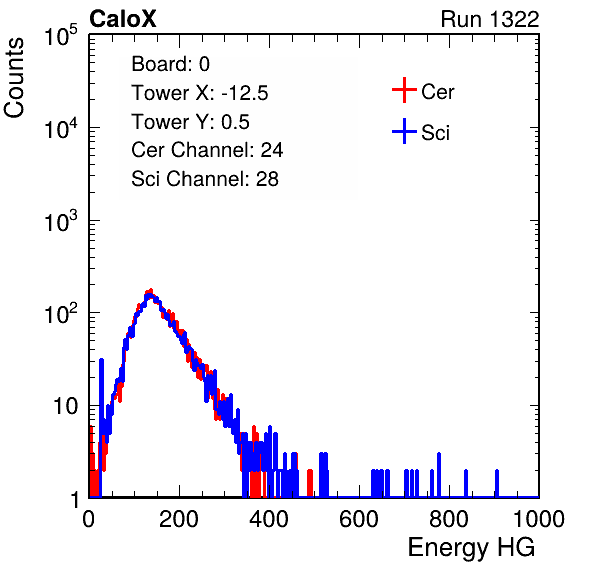 CaloX Run 1322
Counts
Board: 0
Tower X: -12.5
Tower Y: 0.5
Cer Channel: 24
Sci Channel: 28
Cer
Sci
10^5
10^4
10^3
10^2
10
1
0 200 400 600 800 1000
Energy HG